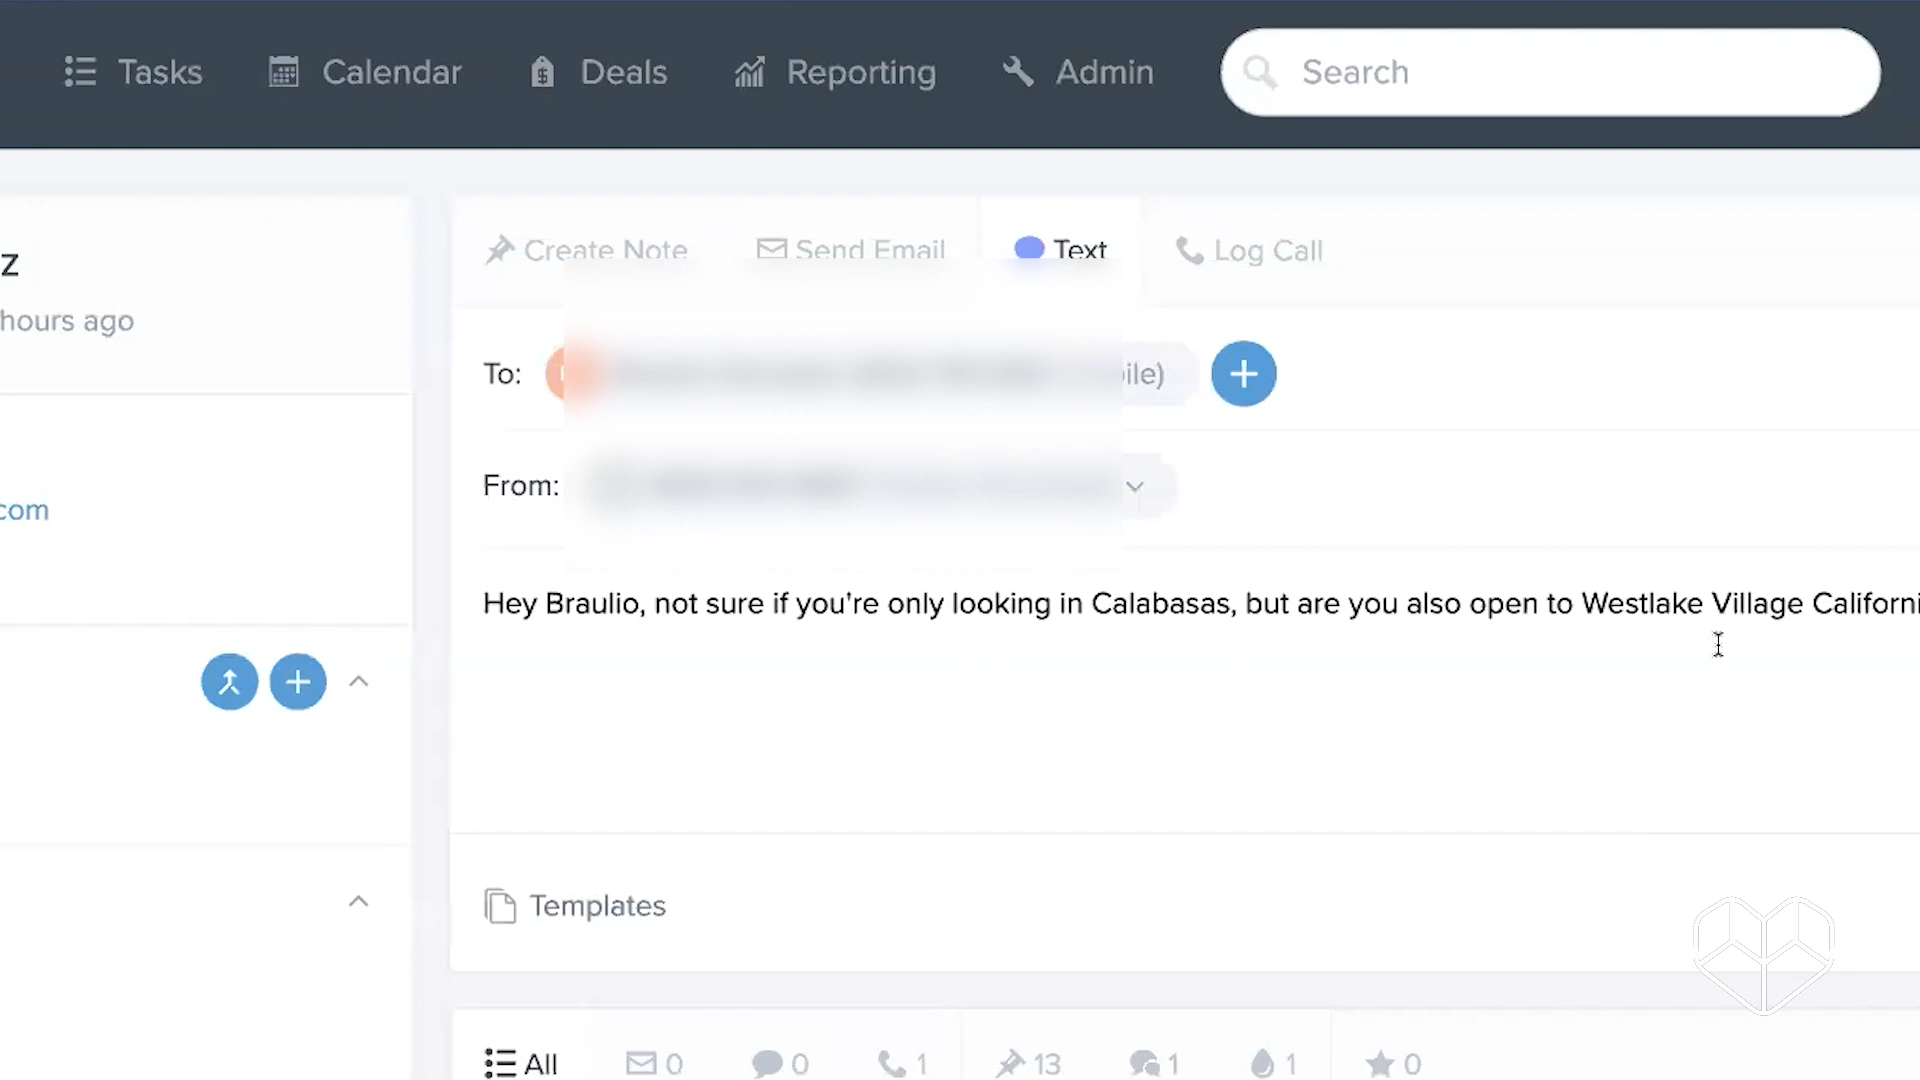 Tasks Calendar Deals Reporting Admin Search
z
hours ago
com
Create Note Send Email Text Log Call
To: ile)
From:
Hey Braulio, not sure if you're only looking in Calabasas, but are you also open to Westlake Village Californi
Templates
All 0 0 1 13 1 1 0